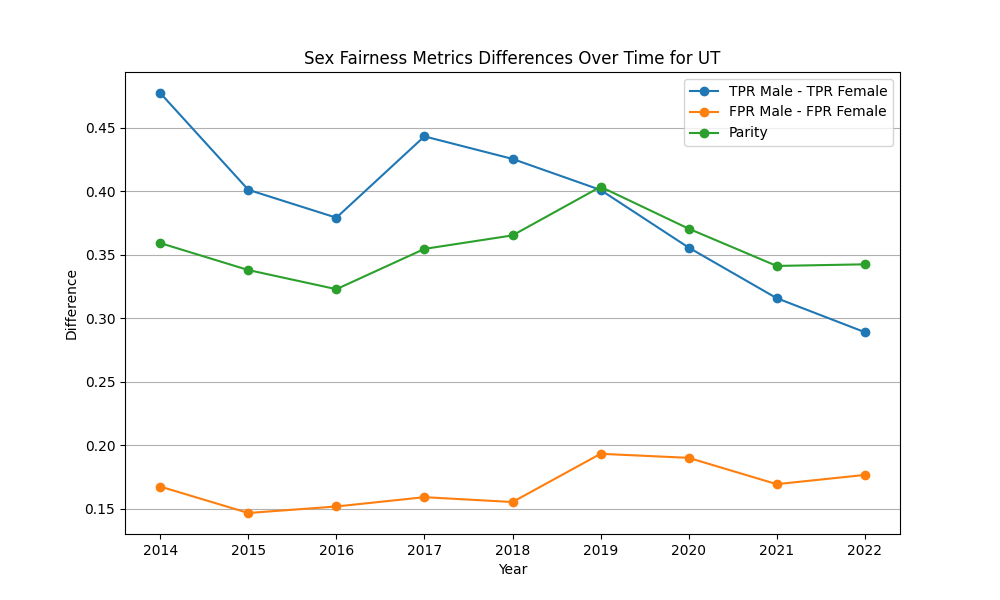 Sex Fairness Metrics Differences Over Time for UT
TPR Male - TPR Female
FPR Male - FPR Female
Parity
Difference
0.45
0.40
0.35
0.30
0.25
0.20
0.15
2014 2015 2016 2017 2018 2019 2020 2021 2022
Year